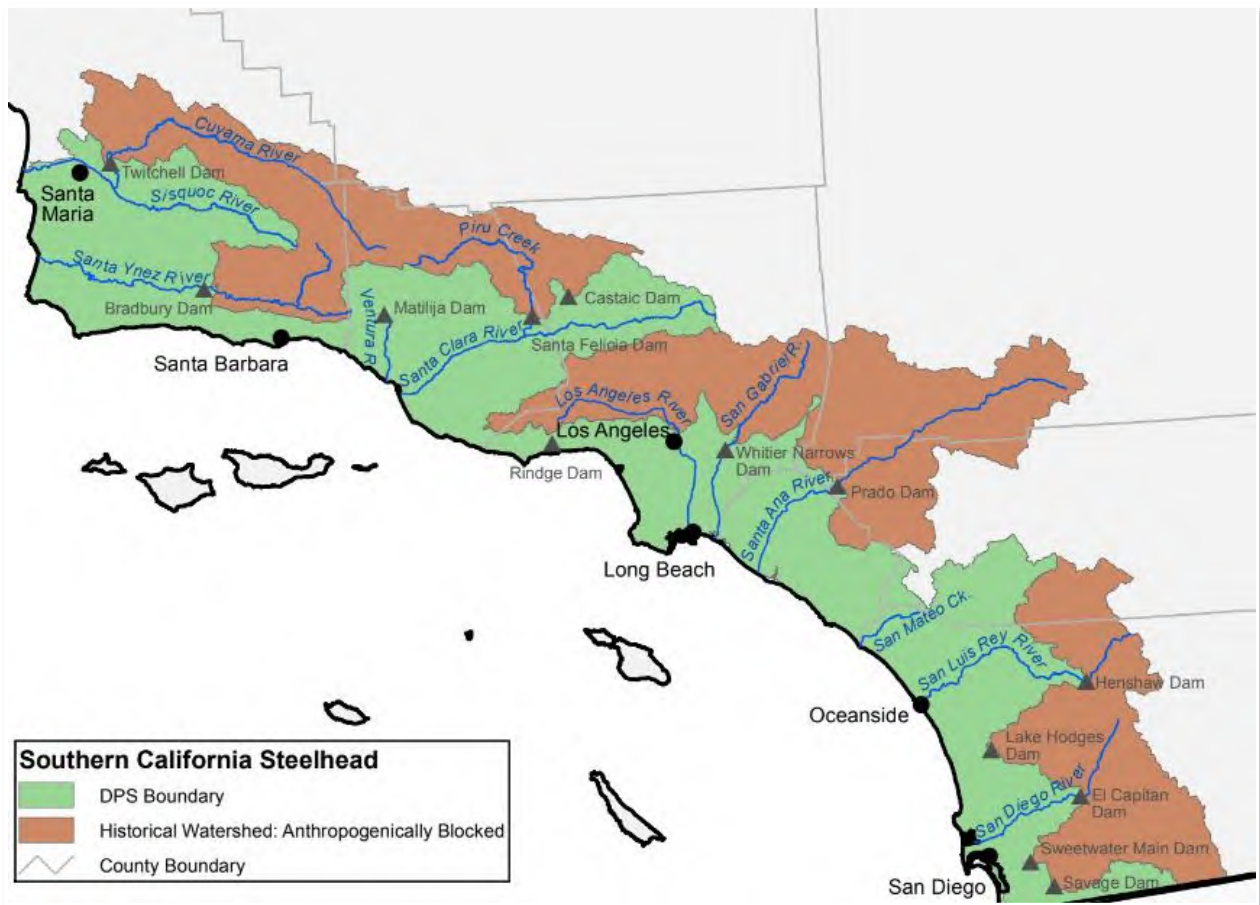 Cuyama River
Twitchell Dam
Santa
Maria
Sisquoc River
Piru Creek
Santa Ynez River
Bradbury Dam
Ventura R.
Matilija Dam
Castaic Dam
Santa Clara River
Santa Felicia Dam
Santa Barbara
San Gabriel R.
Los Angeles River
Los Angeles
Whitier Narrows
Dam
Rindge Dam
Santa Ana River
Prado Dam
Long Beach
San Mateo Ck.
San Luis Rey River
Henshaw Dam
Oceanside
Lake Hodges
Dam
San Diego River
El Capitan
Dam
Sweetwater Main Dam
San Diego
Savage Dam
Southern California Steelhead
DPS Boundary
Historical Watershed: Anthropogenically Blocked
County Boundary